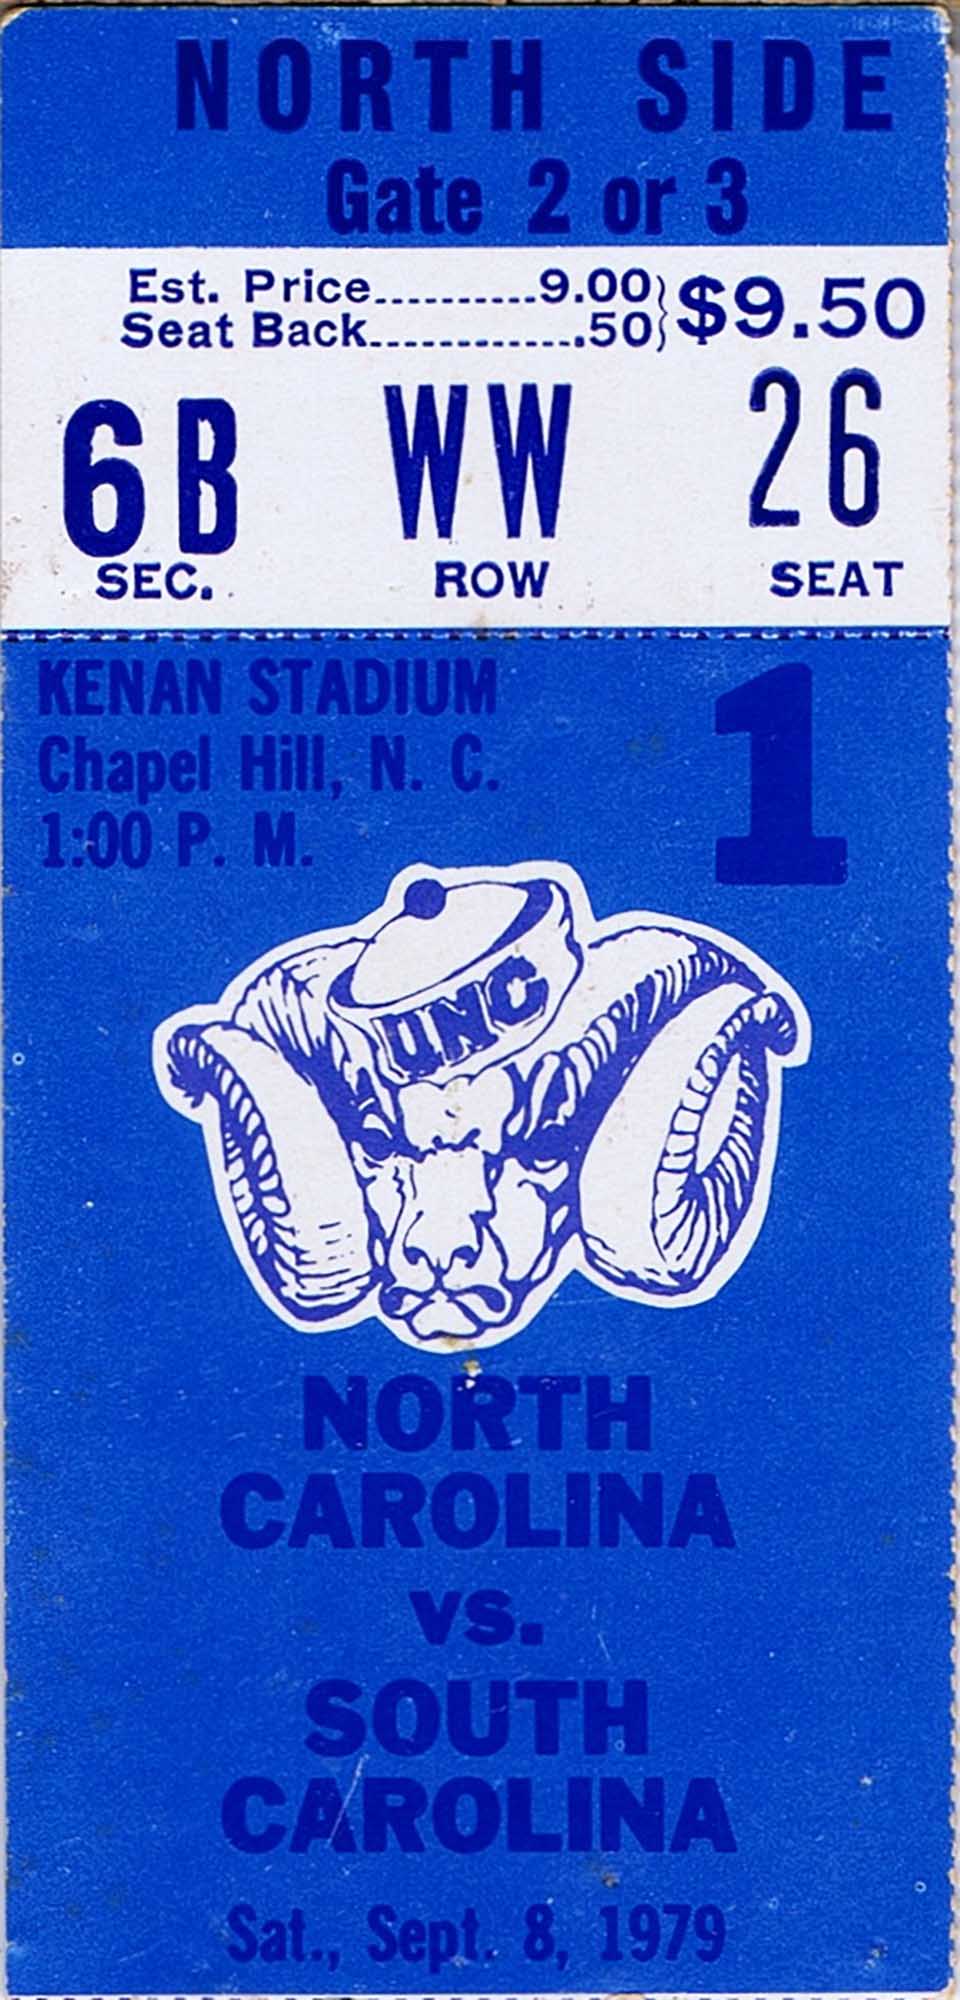 NORTH SIDE
Gate 2 or 3
Est. Price..........9.00} $9.50
Seat Back.............50}
6B WW 26
SEC. ROW SEAT
KENAN STADIUM 1
Chapel Hill, N. C.
1:00 P. M.
UNC
NORTH
CAROLINA
vs.
SOUTH
CAROLINA
Sat., Sept. 8, 1979